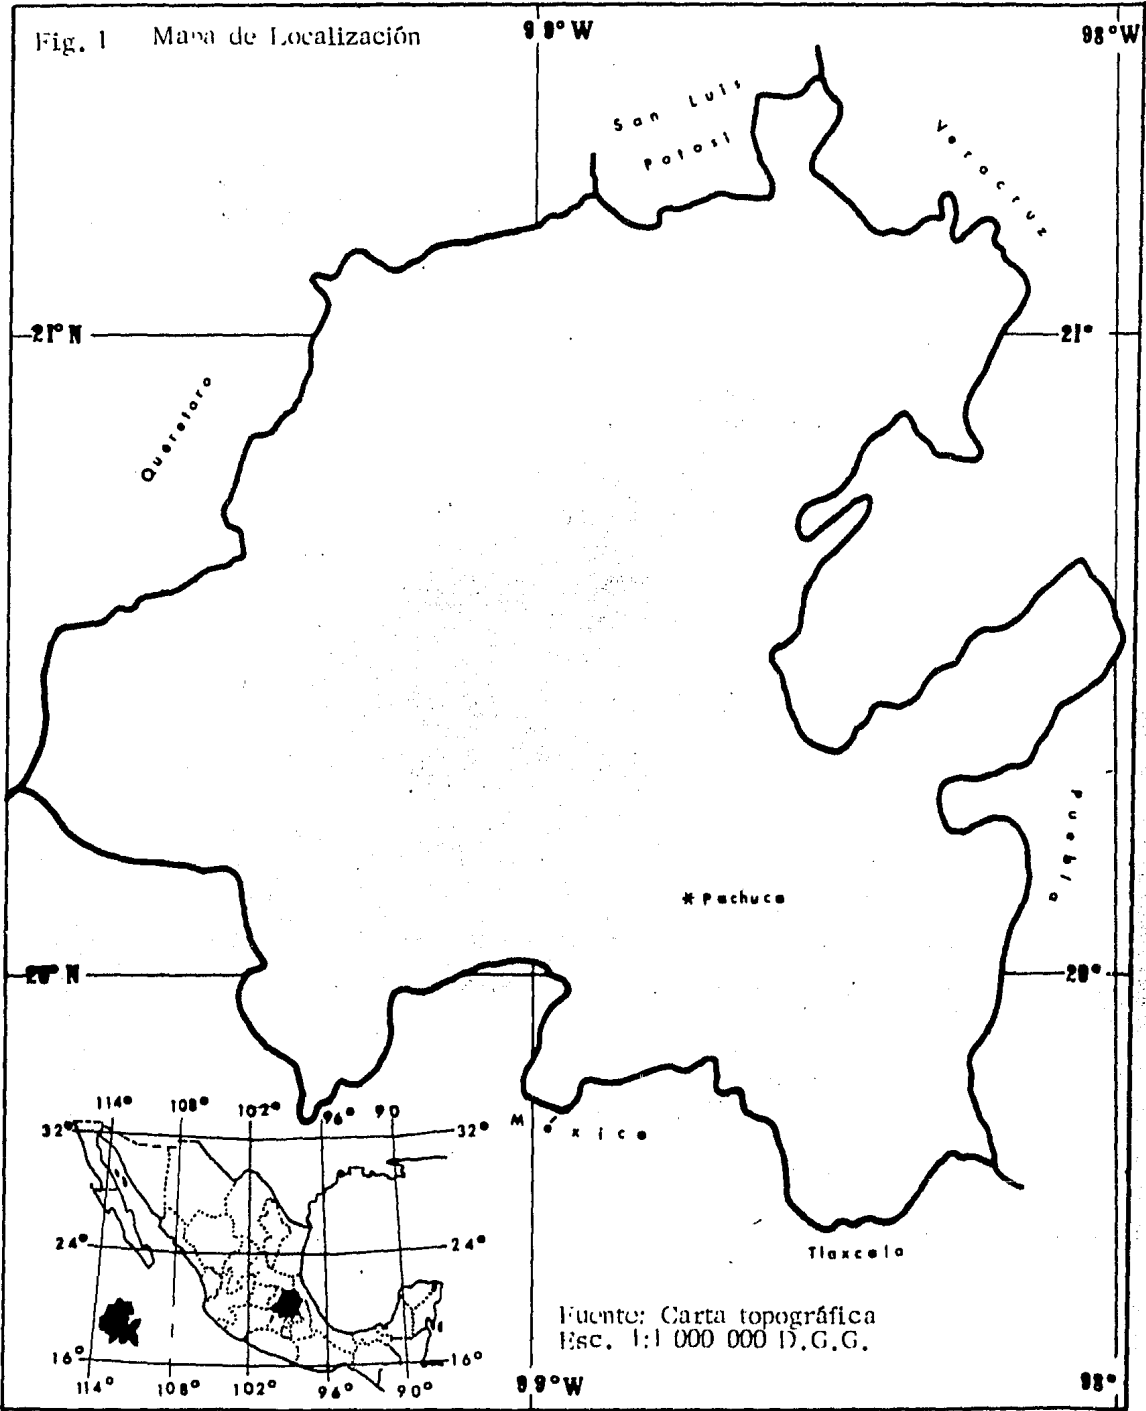 Fig. 1 Mapa de Localización
99°W
98°W
San Luis
Potosi
Veracruz
21°N
21°
Queretaro
Puebla
* Pachuca
20°N
20°
México
Tlaxcala
114° 108° 102° 96° 90
32° 32°
24° 24°
16° 16°
114° 108° 102° 96° 90°
Fuente: Carta topográfica
Esc. 1:1 000 000 D.G.G.
99°W
98°